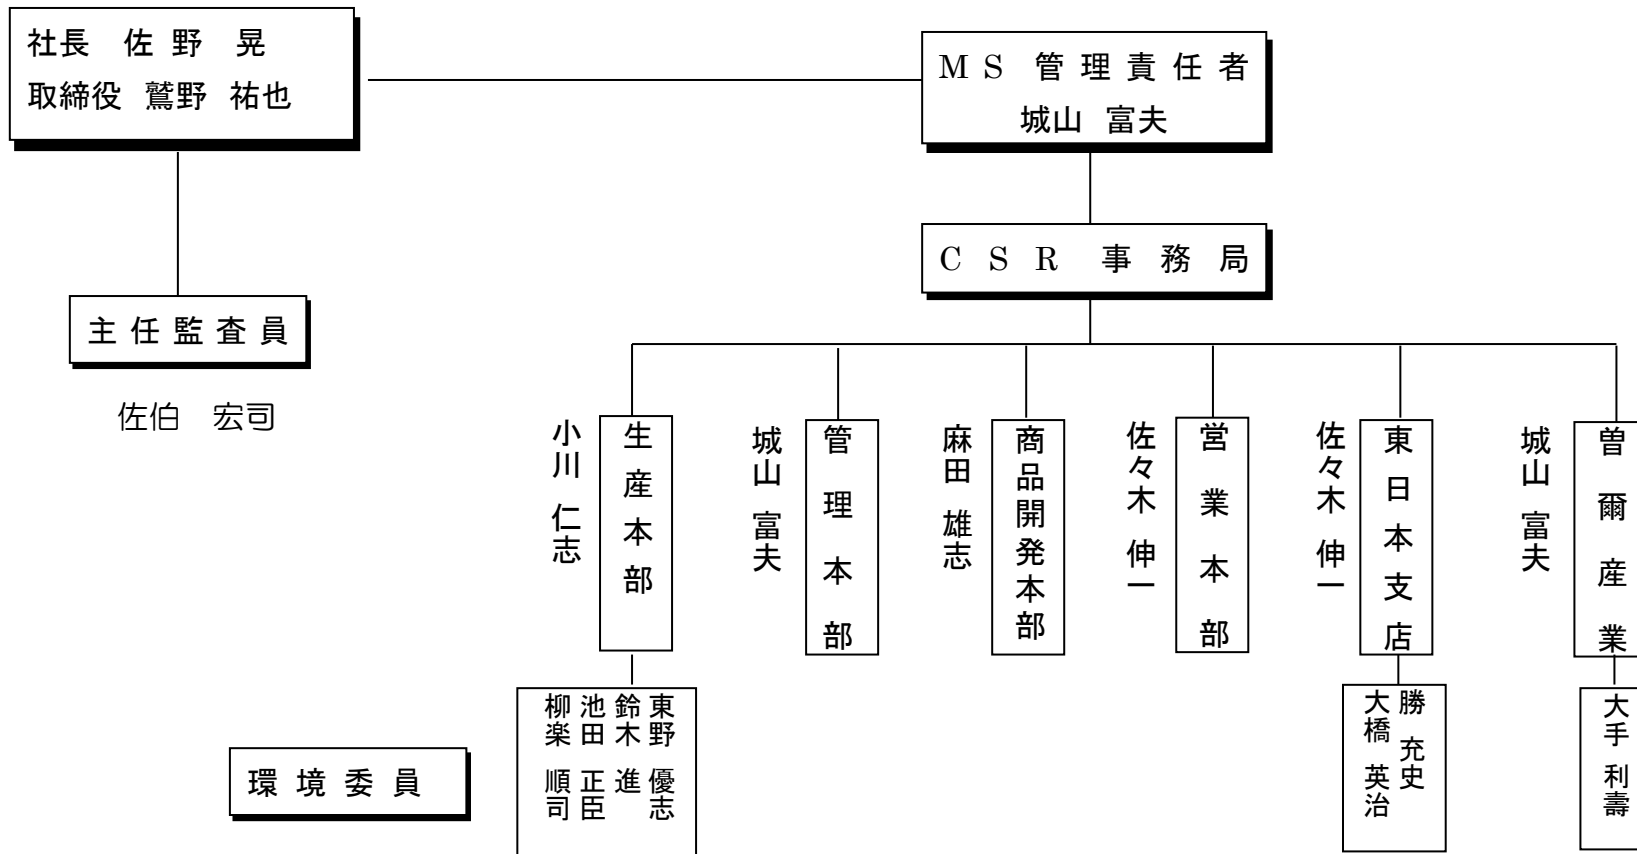 社長　佐 野　晃
取締役 鷲野 祐也
ＭＳ 管理責任者
城山 富夫
ＣＳＲ 事務局
主任監査員
佐伯　宏司
小川 仁志
生産本部
城山 富夫
管理本部
麻田 雄志
商品開発本部
佐々木 伸一
営業本部
佐々木 伸一
東日本支店
城山 富夫
曽爾産業
環境委員
東野 優志
鈴木 進
池田 正臣
柳楽 順司
勝 充史
大橋 英治
大手 利壽